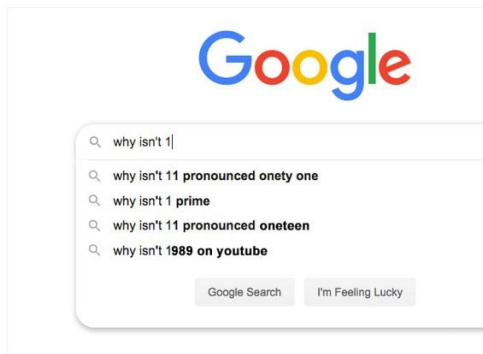 Google
why isn't 1
why isn't 11 pronounced onety one
why isn't 1 prime
why isn't 11 pronounced oneteen
why isn't 1989 on youtube
Google Search I'm Feeling Lucky